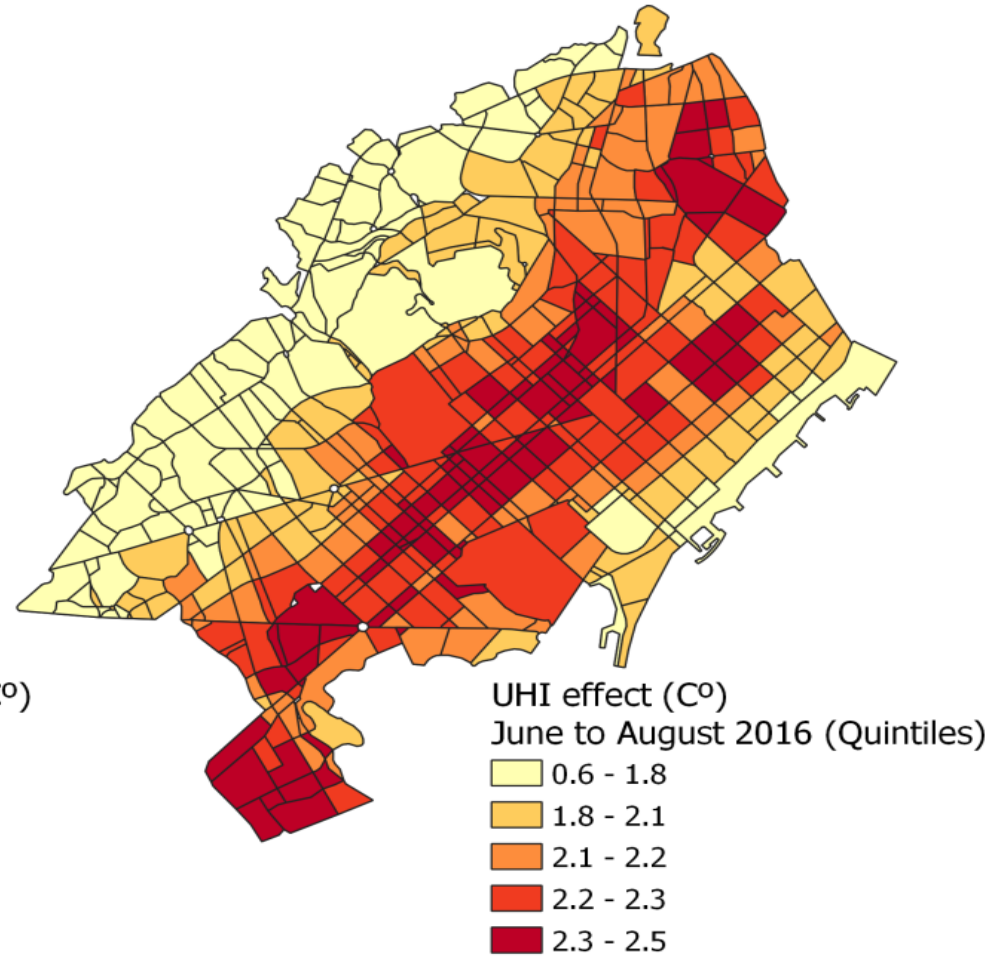 º)
UHI effect (Cº)
June to August 2016 (Quintiles)
0.6 - 1.8
1.8 - 2.1
2.1 - 2.2
2.2 - 2.3
2.3 - 2.5